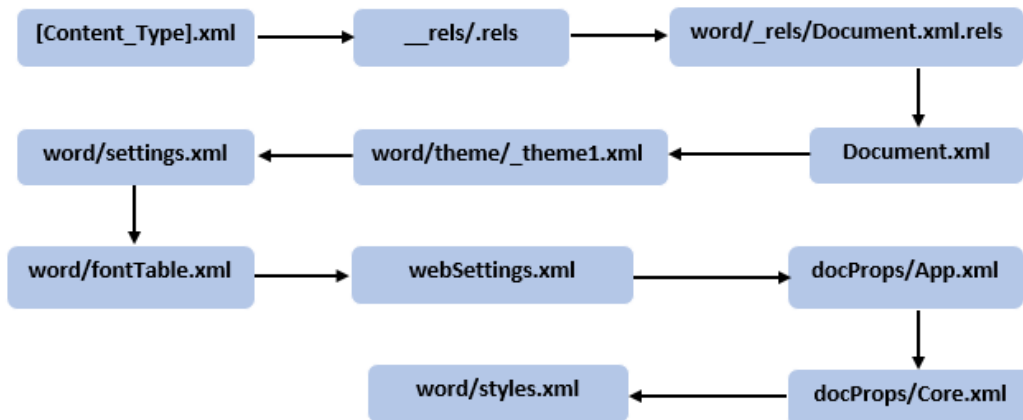 [Content_Type].xml
__rels/.rels
word/_rels/Document.xml.rels
Document.xml
word/theme/_theme1.xml
word/settings.xml
word/fontTable.xml
webSettings.xml
docProps/App.xml
docProps/Core.xml
word/styles.xml